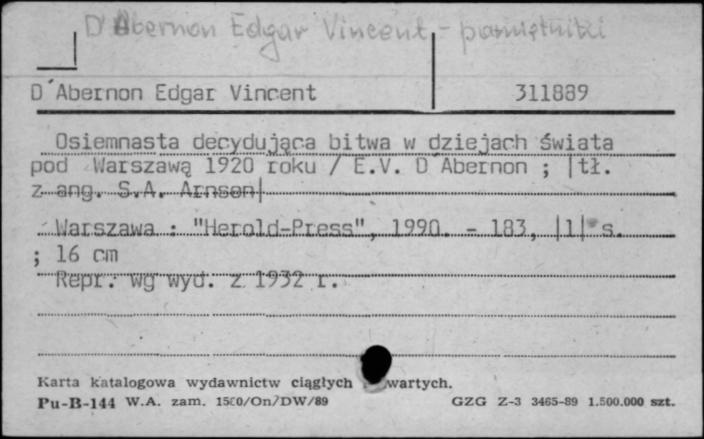 D'Abernon Edgar Vincent - pamiętniki
D´Abernon Edgar Vincent 311889
Osiemnasta decydująca bitwa w dziejach świata
pod Warszawą 1920 roku / E.V. D´Abernon ; |tł.
z ang. S.A. Arnsen|
Warszawa : "Herold-Press", 1990. - 183, |1| s.
; 16 cm
Repr. wg wyd. z 1932 r.
Karta katalogowa wydawnictw ciągłych wartych.
Pu-B-144 W.A. zam. 1500/On/DW/89 GZG Z-3 3465-89 1.500.000 szt.